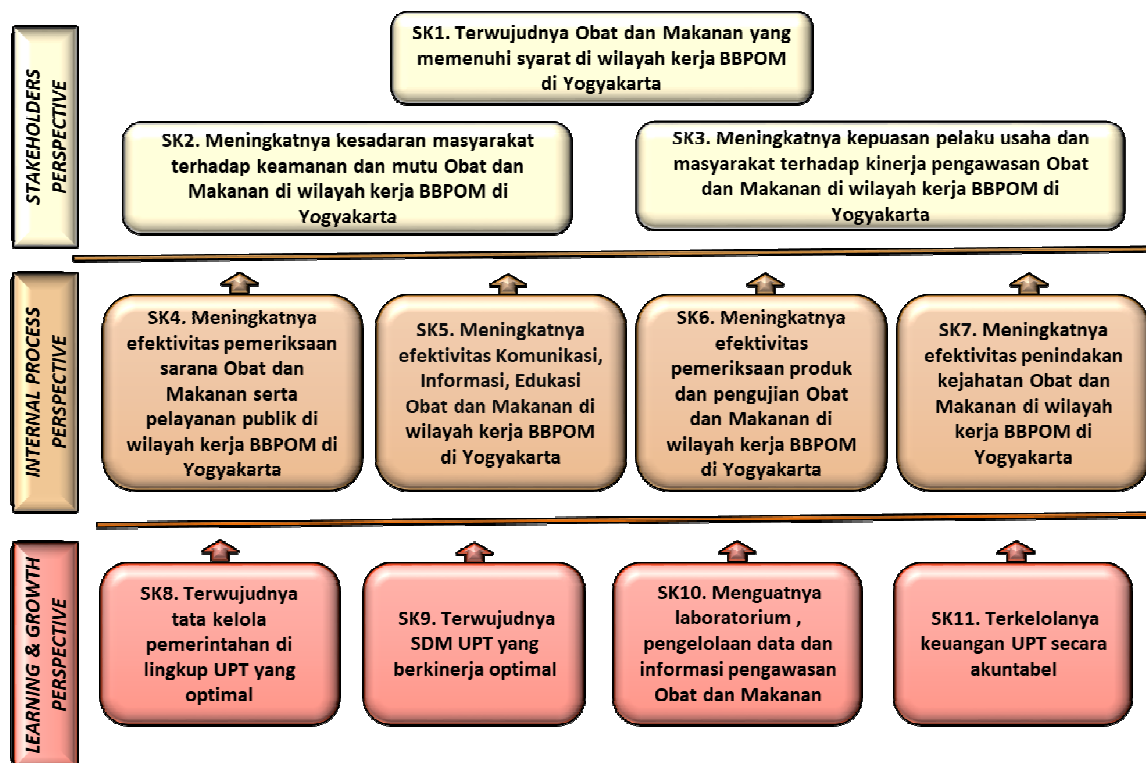 STAKEHOLDERS
PERSPECTIVE
SK1. Terwujudnya Obat dan Makanan yang
memenuhi syarat di wilayah kerja BBPOM
di Yogyakarta
SK2. Meningkatnya kesadaran masyarakat
terhadap keamanan dan mutu Obat dan
Makanan di wilayah kerja BBPOM di
Yogyakarta
SK3. Meningkatnya kepuasan pelaku usaha dan
masyarakat terhadap kinerja pengawasan Obat
dan Makanan di wilayah kerja BBPOM di
Yogyakarta
INTERNAL PROCESS
PERSPECTIVE
SK4. Meningkatnya
efektivitas pemeriksaan
sarana Obat dan
Makanan serta
pelayanan publik di
wilayah kerja BBPOM di
Yogyakarta
SK5. Meningkatnya
efektivitas Komunikasi,
Informasi, Edukasi
Obat dan Makanan di
wilayah kerja BBPOM
di Yogyakarta
SK6. Meningkatnya
efektivitas
pemeriksaan produk
dan pengujian Obat
dan Makanan di
wilayah kerja BBPOM
di Yogyakarta
SK7. Meningkatnya
efektivitas penindakan
kejahatan Obat dan
Makanan di wilayah
kerja BBPOM di
Yogyakarta
LEARNING & GROWTH
PERSPECTIVE
SK8. Terwujudnya
tata kelola
pemerintahan di
lingkup UPT yang
optimal
SK9. Terwujudnya
SDM UPT yang
berkinerja optimal
SK10. Menguatnya
laboratorium ,
pengelolaan data dan
informasi pengawasan
Obat dan Makanan
SK11. Terkelolanya
keuangan UPT secara
akuntabel